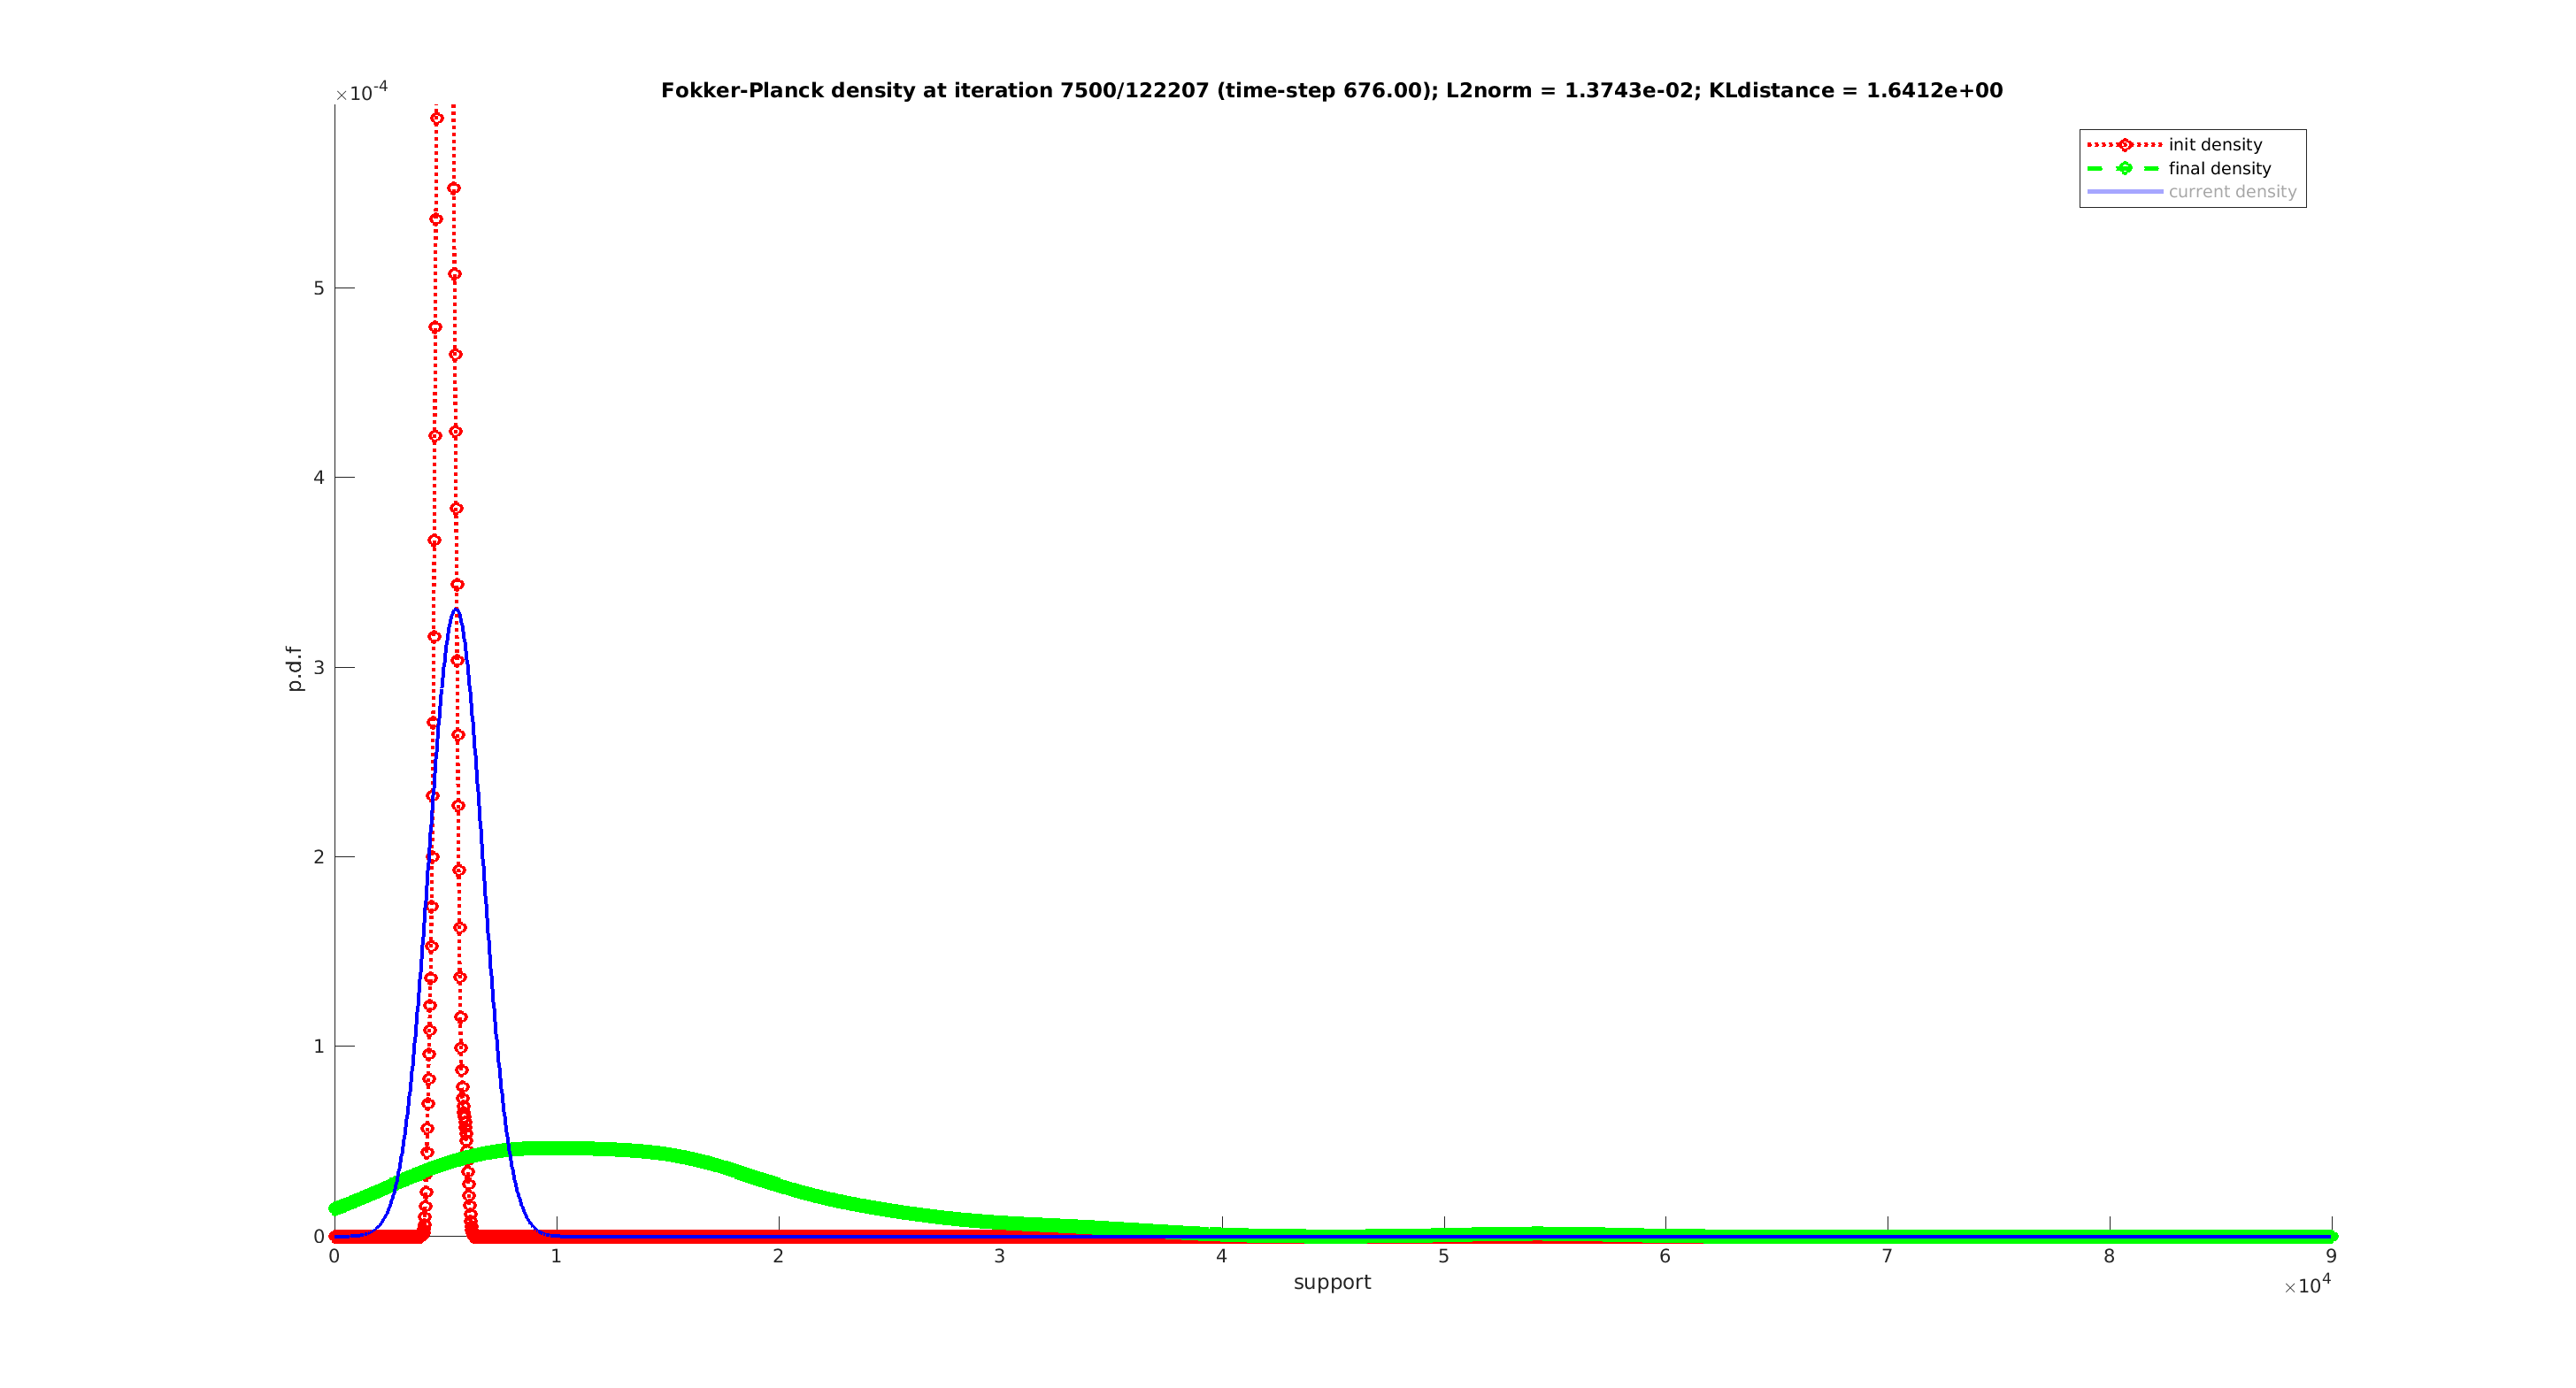 Fokker-Planck density at iteration 7500/122207 (time-step 676.00); L2norm = 1.3743e-02; KLdistance = 1.6412e+00
×10-4
init density
final density
current density
5
4
3
2
1
0
p.d.f
0 1 2 3 4 5 6 7 8 9
support
×104